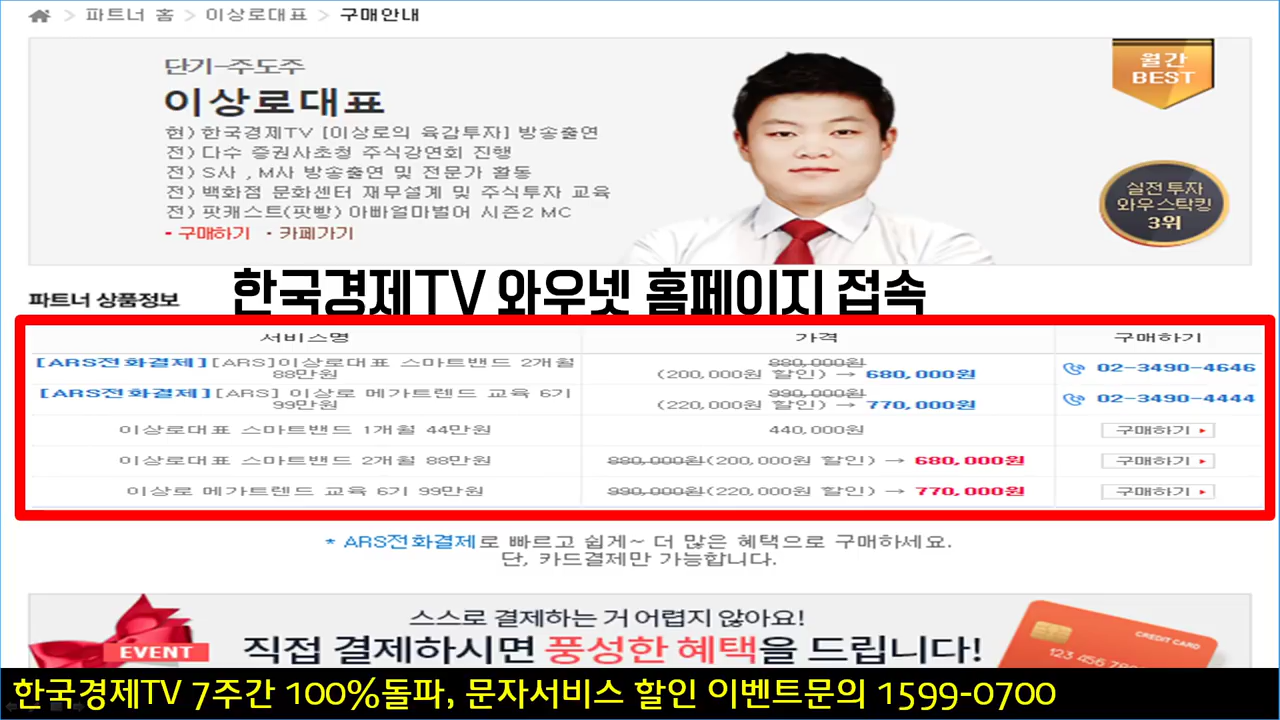 파트너 홈 > 이상로대표 > 구매안내
단기-주도주
이상로대표
현) 한국경제TV [이상로의 육감투자] 방송출연
전) 다수 증권사초청 주식강연회 진행
전) S사 , M사 방송출연 및 전문가 활동
전) 백화점 문화센터 재무설계 및 주식투자 교육
전) 팟캐스트(팟빵) 아빠얼마벌어 시즌2 MC
- 구매하기 · 카페가기
월간
BEST
실전 투자
와우 스탁킹
3위
한국경제TV 와우넷 홈페이지 접속
파트너 상품정보
서비스명 가격 구매하기
[ARS전화결제][ARS]이상로대표 스마트밴드 2개월
88만원
880,000원
(200,000원 할인) → 680,000원
02-3490-4646
[ARS전화결제][ARS] 이상로 메가트렌드 교육 6기
99만원
990,000원
(220,000원 할인) → 770,000원
02-3490-4444
이상로대표 스마트밴드 1개월 44만원 440,000원 구매하기
이상로대표 스마트밴드 2개월 88만원 880,000원(200,000원 할인) → 680,000원 구매하기
이상로 메가트렌드 교육 6기 99만원 990,000원(220,000원 할인) → 770,000원 구매하기
* ARS전화결제로 빠르고 쉽게~ 더 많은 혜택으로 구매하세요.
단, 카드결제만 가능합니다.
EVENT
스스로 결제하는 거 어렵지 않아요!
직접 결제하시면 풍성한 혜택을 드립니다!
CREDIT CARD
123 456
한국경제TV 7주간 100%돌파, 문자서비스 할인 이벤트문의 1599-0700